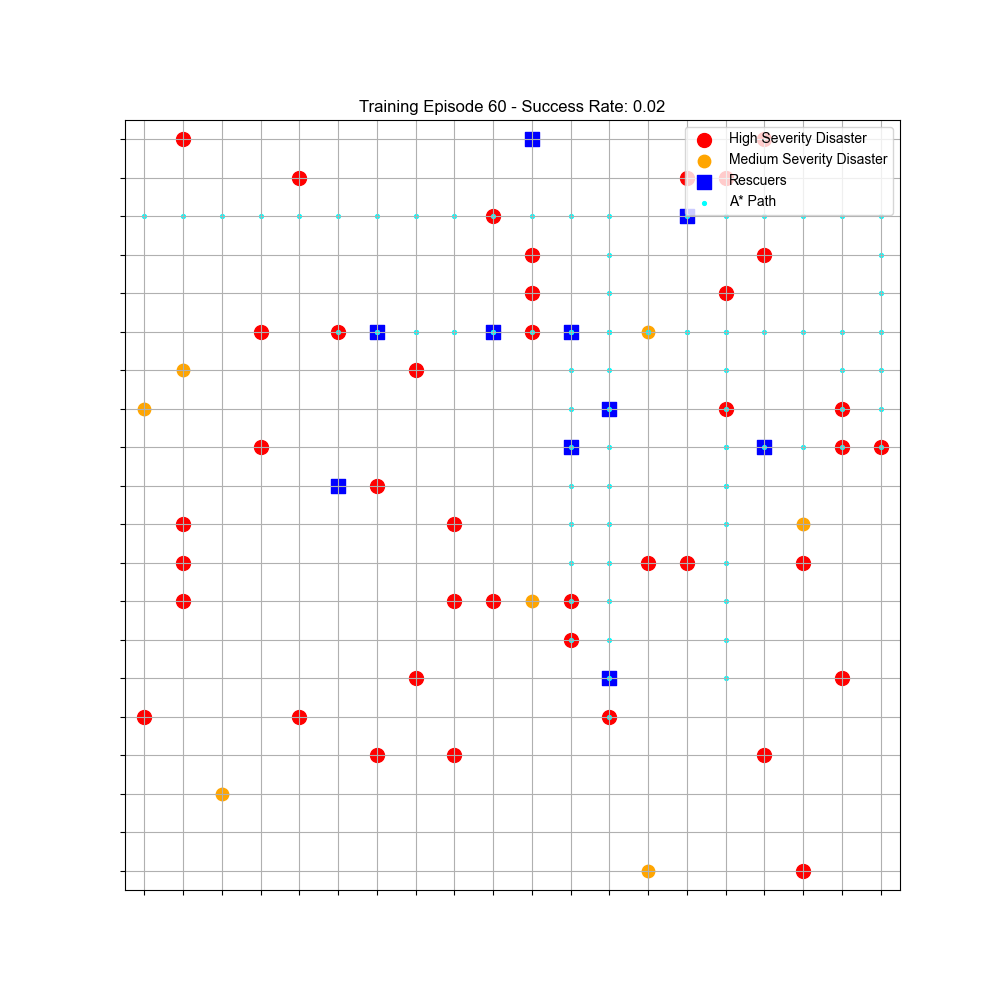 Training Episode 60 - Success Rate: 0.02
High Severity Disaster
Medium Severity Disaster
Rescuers
A* Path